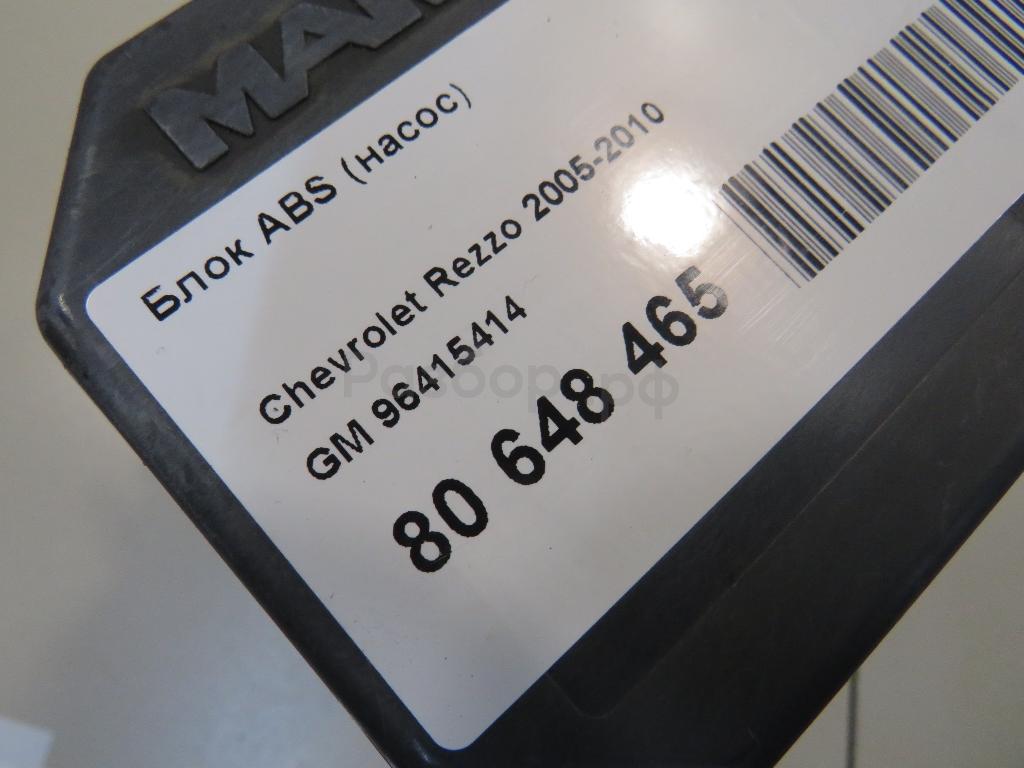 Блок ABS (насос)
Chevrolet Rezzo 2005-2010
GM 96415414
80 648 465